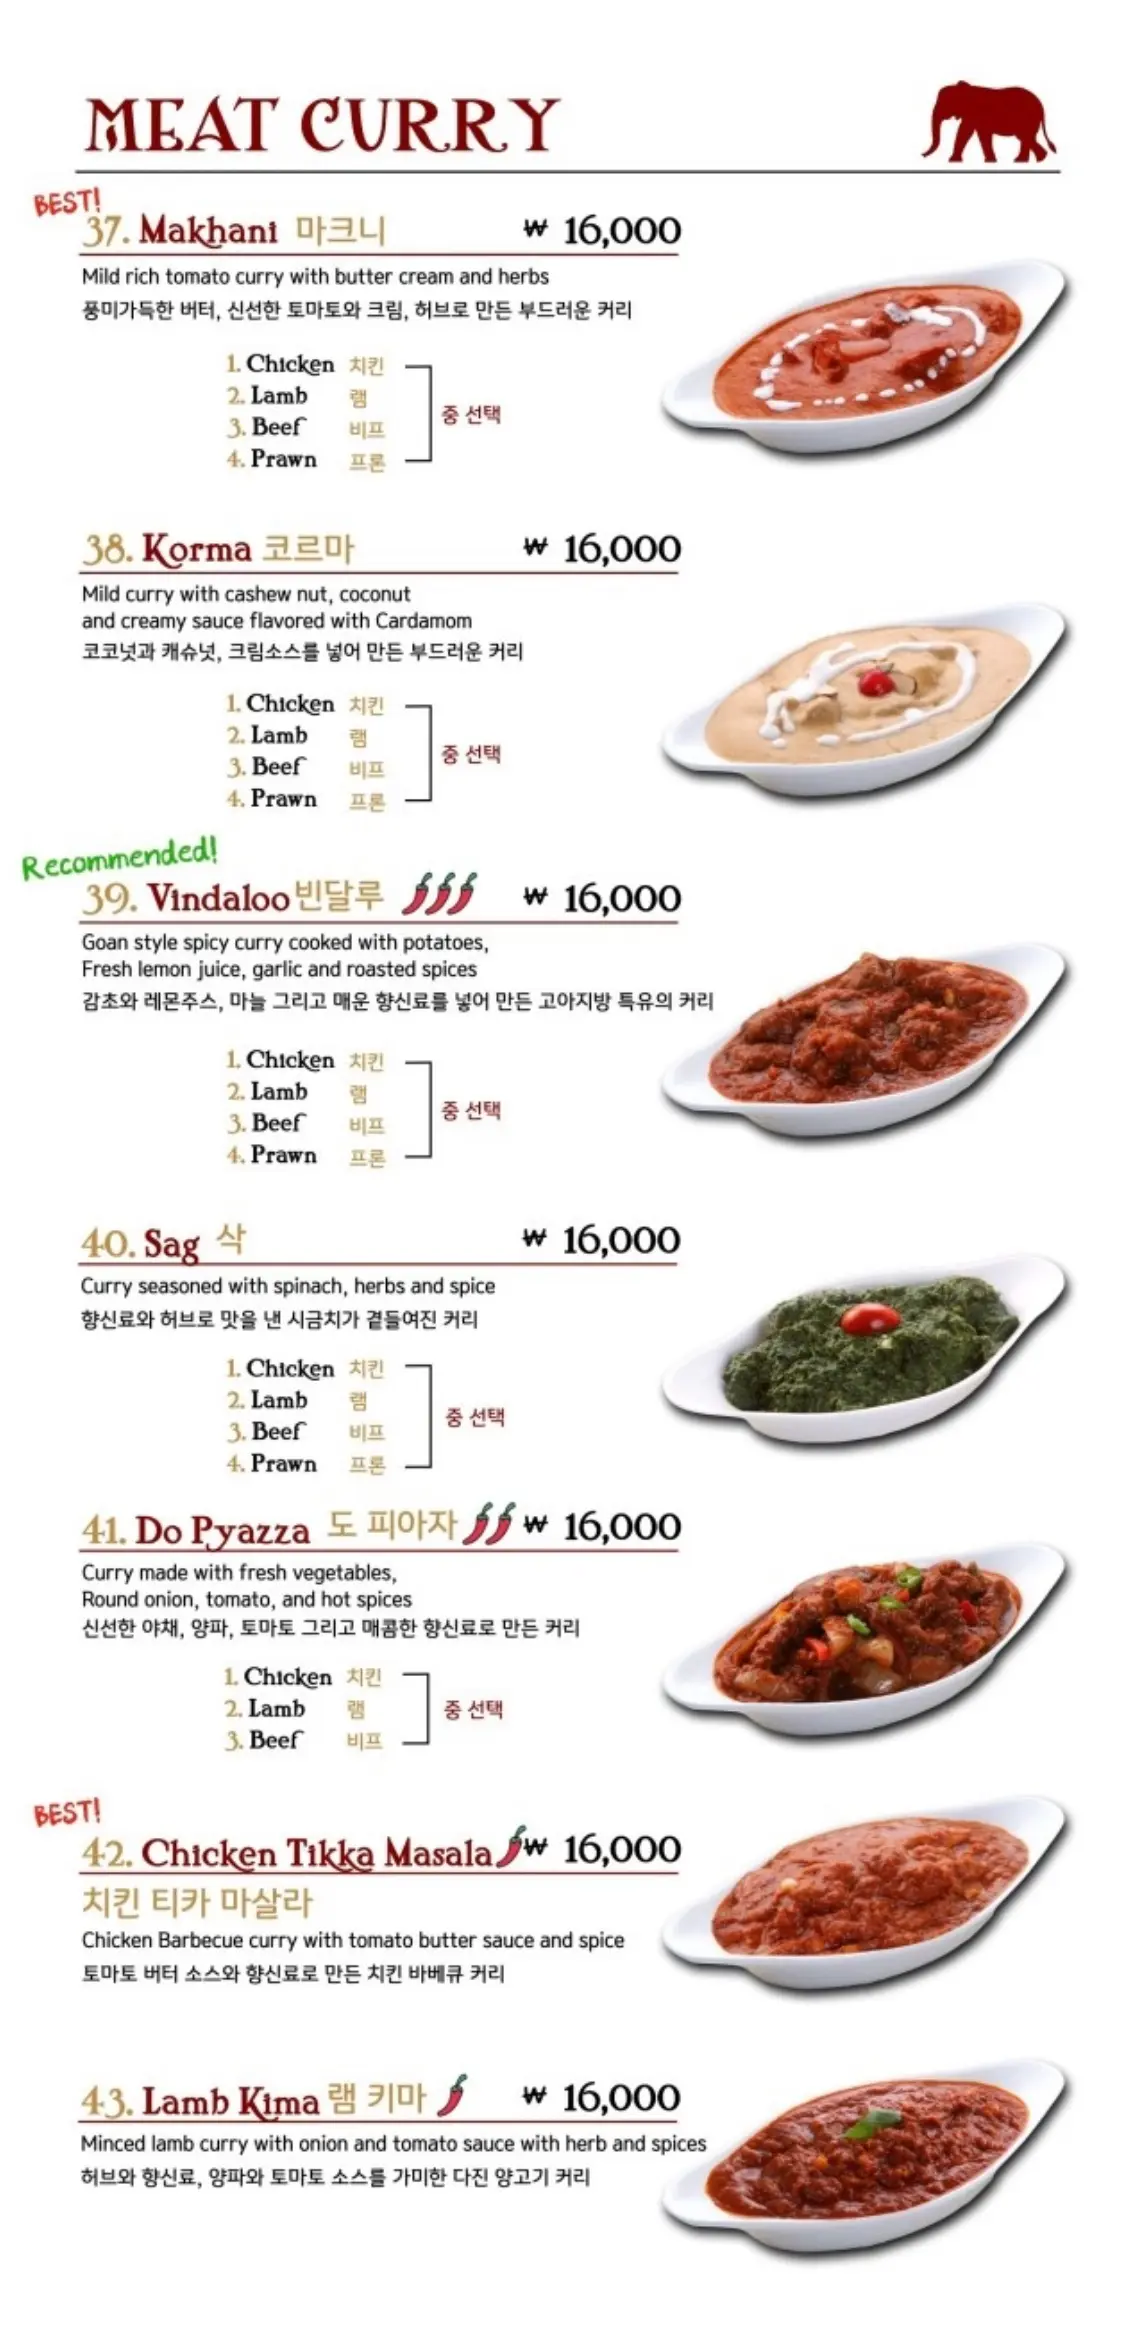 MEAT CURRY
BEST!
37. Makhani 마크니 ₩ 16,000
Mild rich tomato curry with butter cream and herbs
풍미가득한 버터, 신선한 토마토와 크림, 허브로 만든 부드러운 커리
1. Chicken 치킨
2. Lamb 램
3. Beef 비프
4. Prawn 프론
중 선택
38. Korma 코르마 ₩ 16,000
Mild curry with cashew nut, coconut
and creamy sauce flavored with Cardamom
코코넛과 캐슈넛, 크림소스를 넣어 만든 부드러운 커리
1. Chicken 치킨
2. Lamb 램
3. Beef 비프
4. Prawn 프론
중 선택
Recommended!
39. Vindaloo 빈달루 ₩ 16,000
Goan style spicy curry cooked with potatoes,
Fresh lemon juice, garlic and roasted spices
감초와 레몬주스, 마늘 그리고 매운 향신료를 넣어 만든 고아지방 특유의 커리
1. Chicken 치킨
2. Lamb 램
3. Beef 비프
4. Prawn 프론
중 선택
40. Sag 삭 ₩ 16,000
Curry seasoned with spinach, herbs and spice
향신료와 허브로 맛을 낸 시금치가 곁들여진 커리
1. Chicken 치킨
2. Lamb 램
3. Beef 비프
4. Prawn 프론
중 선택
41. Do Pyazza 도 피아자 ₩ 16,000
Curry made with fresh vegetables,
Round onion, tomato, and hot spices
신선한 야채, 양파, 토마토 그리고 매콤한 향신료로 만든 커리
1. Chicken 치킨
2. Lamb 램
3. Beef 비프
중 선택
BEST!
42. Chicken Tikka Masala ₩ 16,000
치킨 티카 마살라
Chicken Barbecue curry with tomato butter sauce and spice
토마토 버터 소스와 향신료로 만든 치킨 바베큐 커리
43. Lamb Kima 램 키마 ₩ 16,000
Minced lamb curry with onion and tomato sauce with herb and spices
허브와 향신료, 양파와 토마토 소스를 가미한 다진 양고기 커리